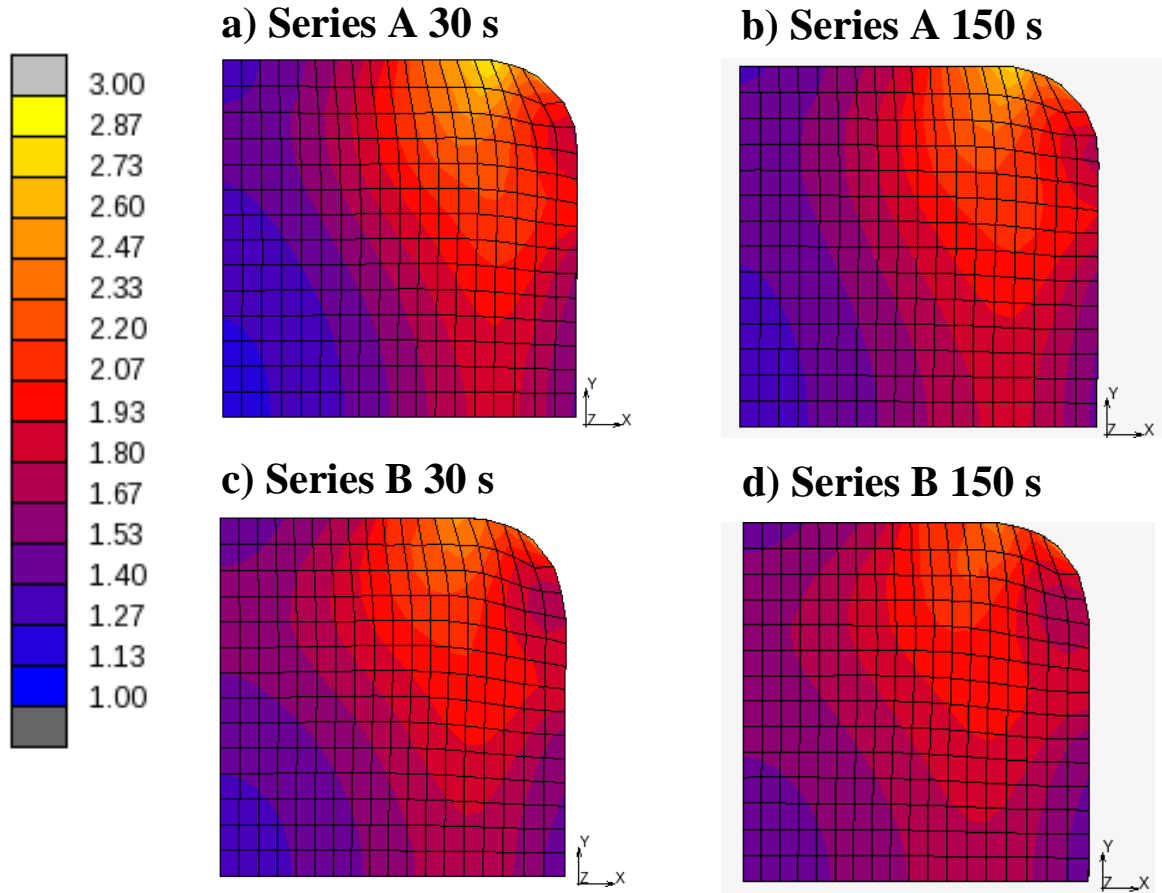 a) Series A 30 s
b) Series A 150 s
3.00
2.87
2.73
2.60
2.47
2.33
2.20
2.07
1.93
1.80
1.67
1.53
1.40
1.27
1.13
1.00
Y
Z X
Y
Z X
c) Series B 30 s
d) Series B 150 s
Y
Z X
Y
Z X